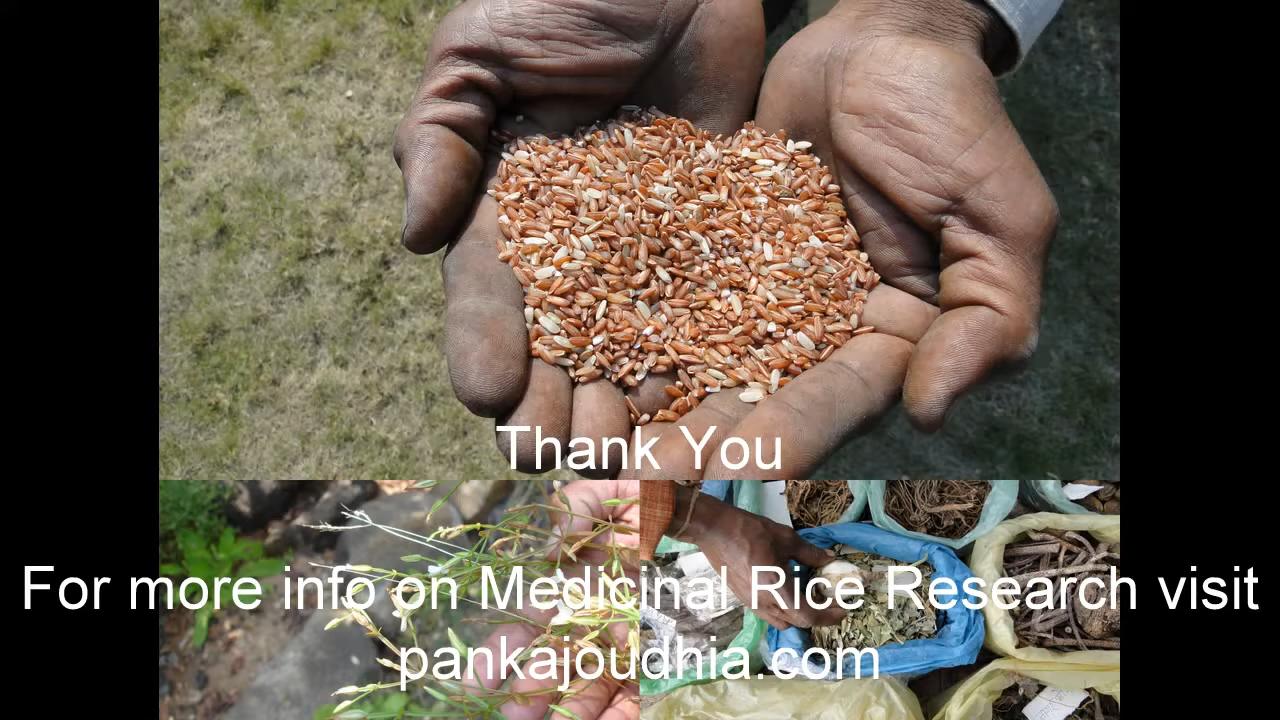 Thank You
For more info on Medicinal Rice Research visit
pankajoudhia.com